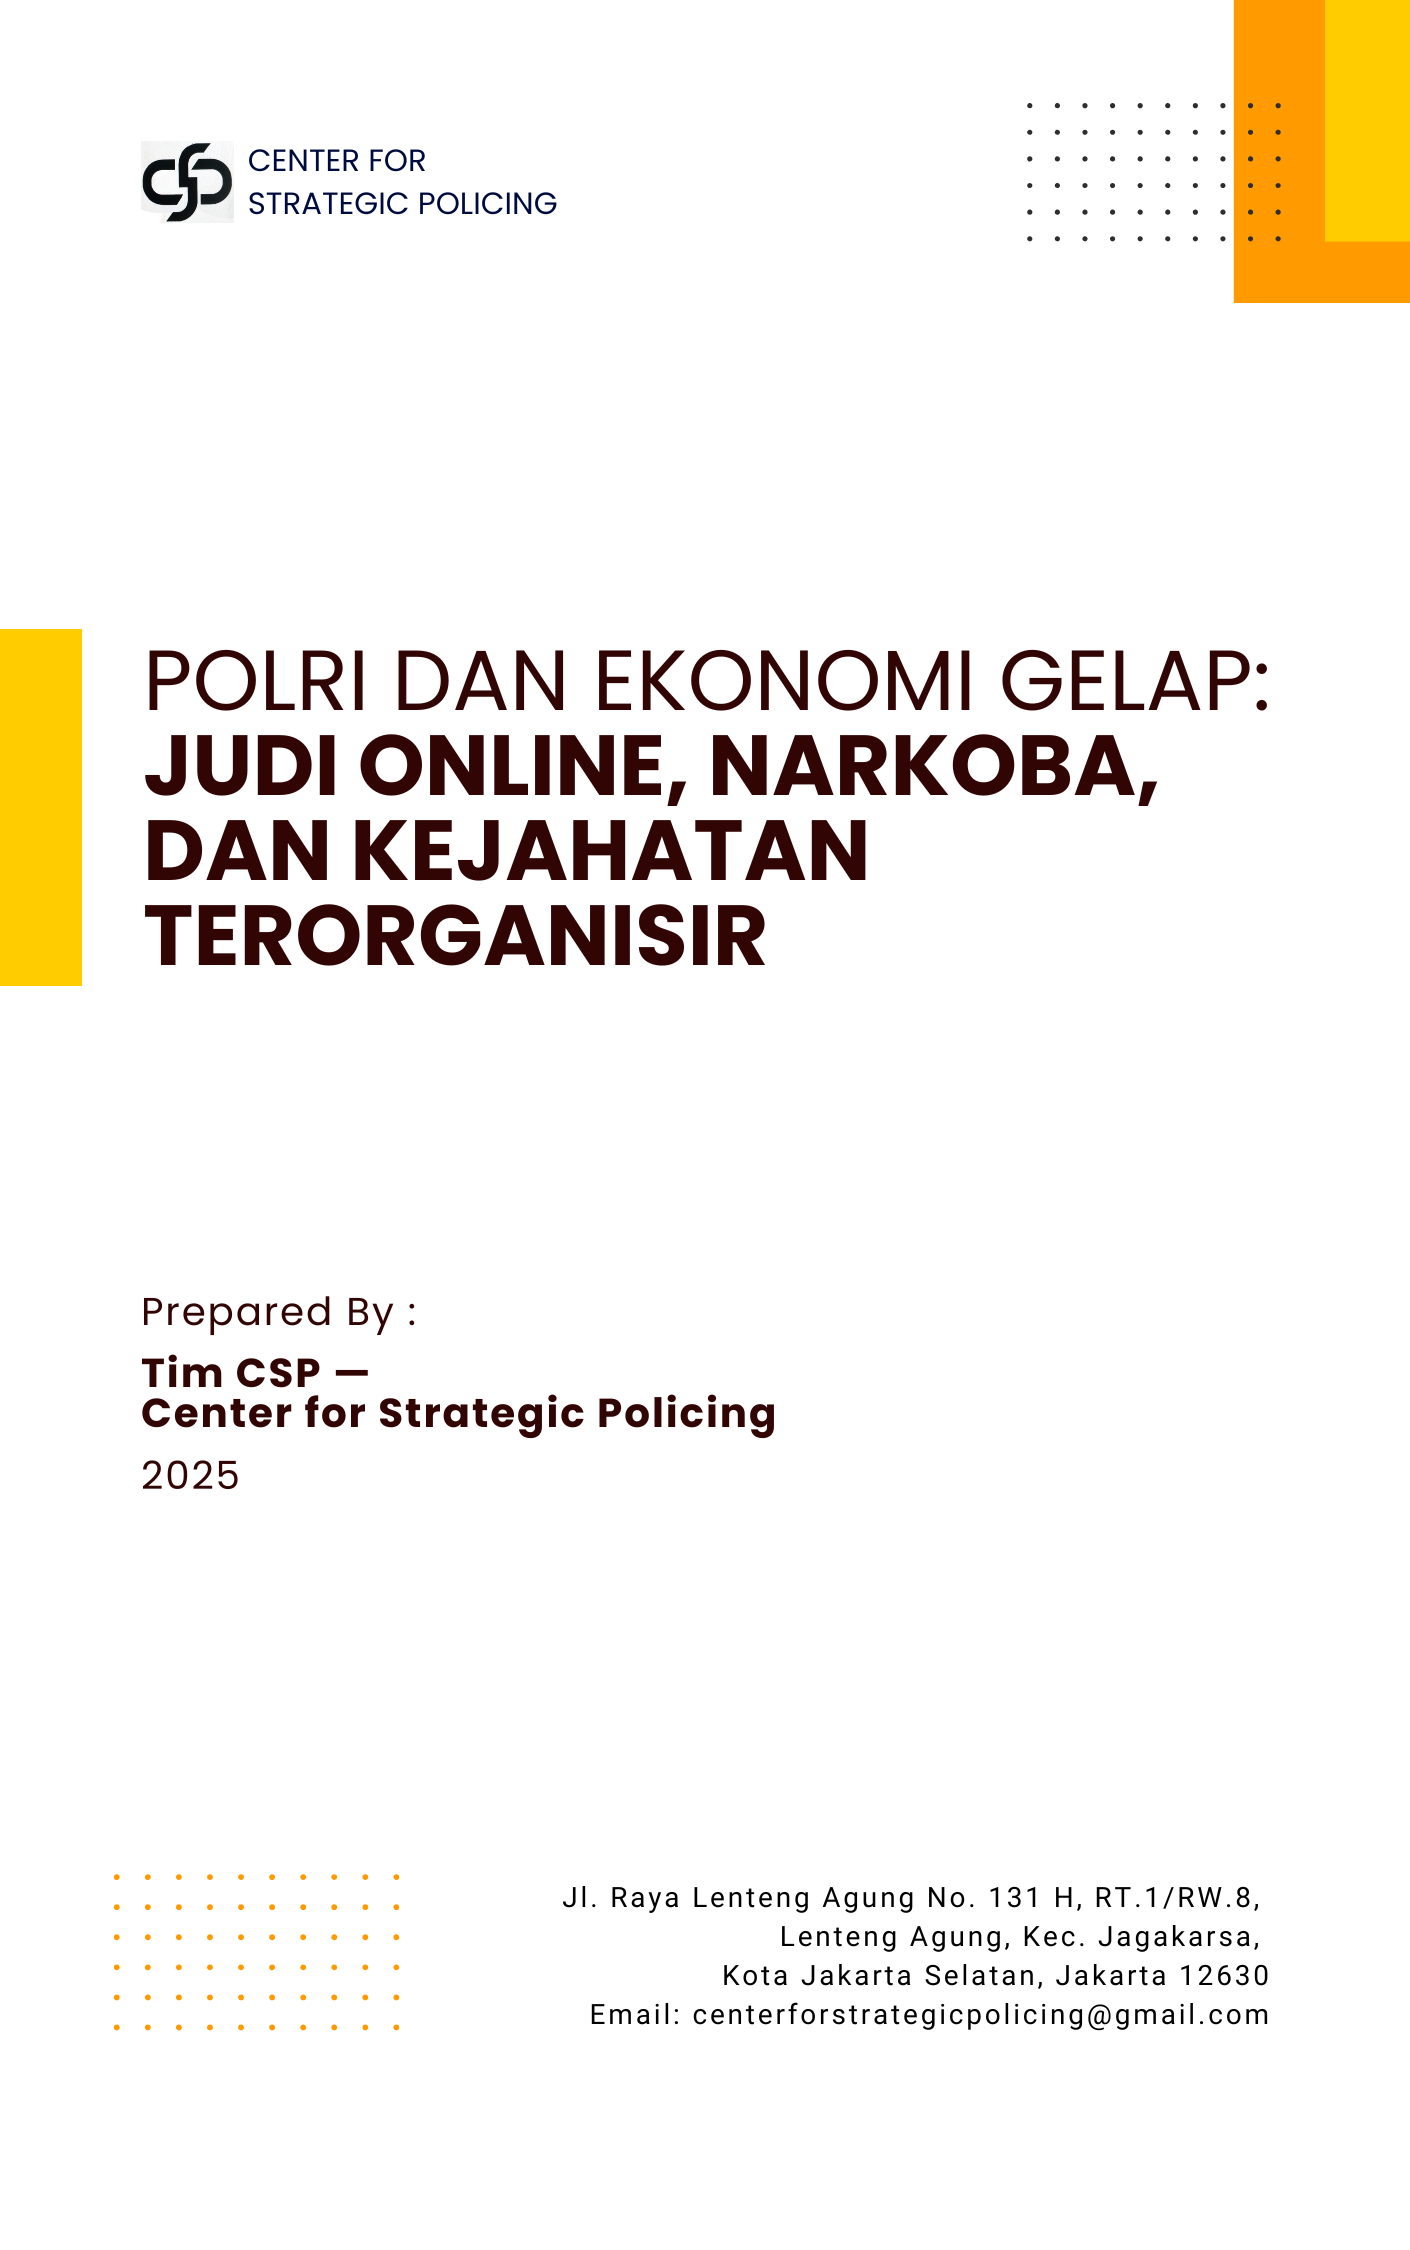 CENTER FOR
STRATEGIC POLICING
POLRI DAN EKONOMI GELAP:
JUDI ONLINE, NARKOBA,
DAN KEJAHATAN
TERORGANISIR
Prepared By :
Tim CSP —
Center for Strategic Policing
2025
Jl. Raya Lenteng Agung No. 131 H, RT.1/RW.8,
Lenteng Agung, Kec. Jagakarsa,
Kota Jakarta Selatan, Jakarta 12630
Email: centerforstrategicpolicing@gmail.com